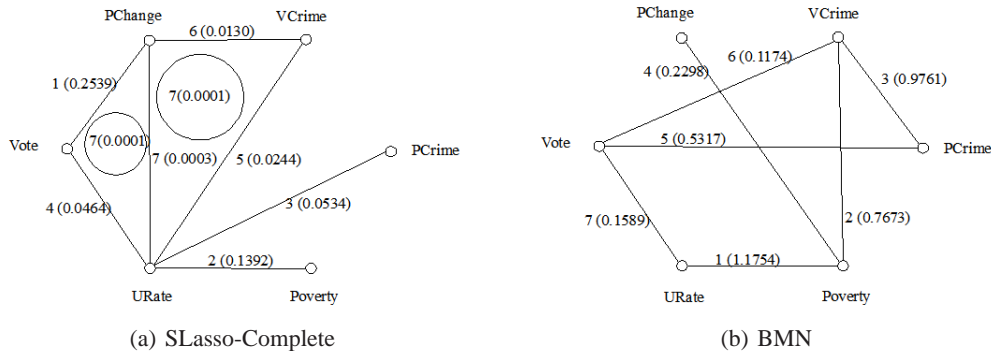 PChange
VCrime
6 (0.0130)
1 (0.2539)
7(0.0001)
7(0.0001)
Vote
7 (0.0003)
5 (0.0244)
PCrime
4 (0.0464)
3 (0.0534)
2 (0.1392)
URate
Poverty
(a) SLasso-Complete
PChange
VCrime
6 (0.1174)
4 (0.2298)
3 (0.9761)
Vote
5 (0.5317)
PCrime
7 (0.1589)
2 (0.7673)
1 (1.1754)
URate
Poverty
(b) BMN